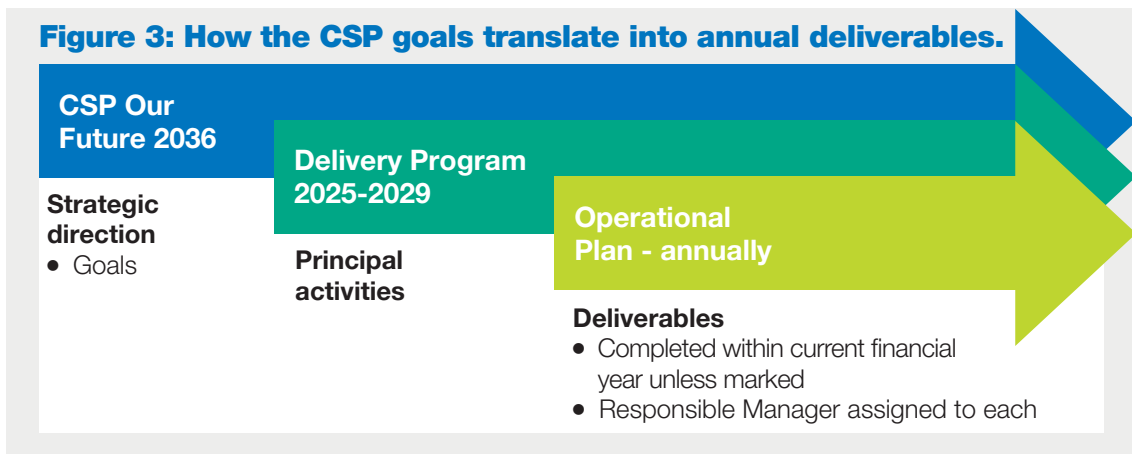 Figure 3: How the CSP goals translate into annual deliverables.
CSP Our
Future 2036
Strategic
direction
• Goals
Delivery Program
2025-2029
Principal
activities
Operational
Plan - annually
Deliverables
• Completed within current financial
year unless marked
• Responsible Manager assigned to each